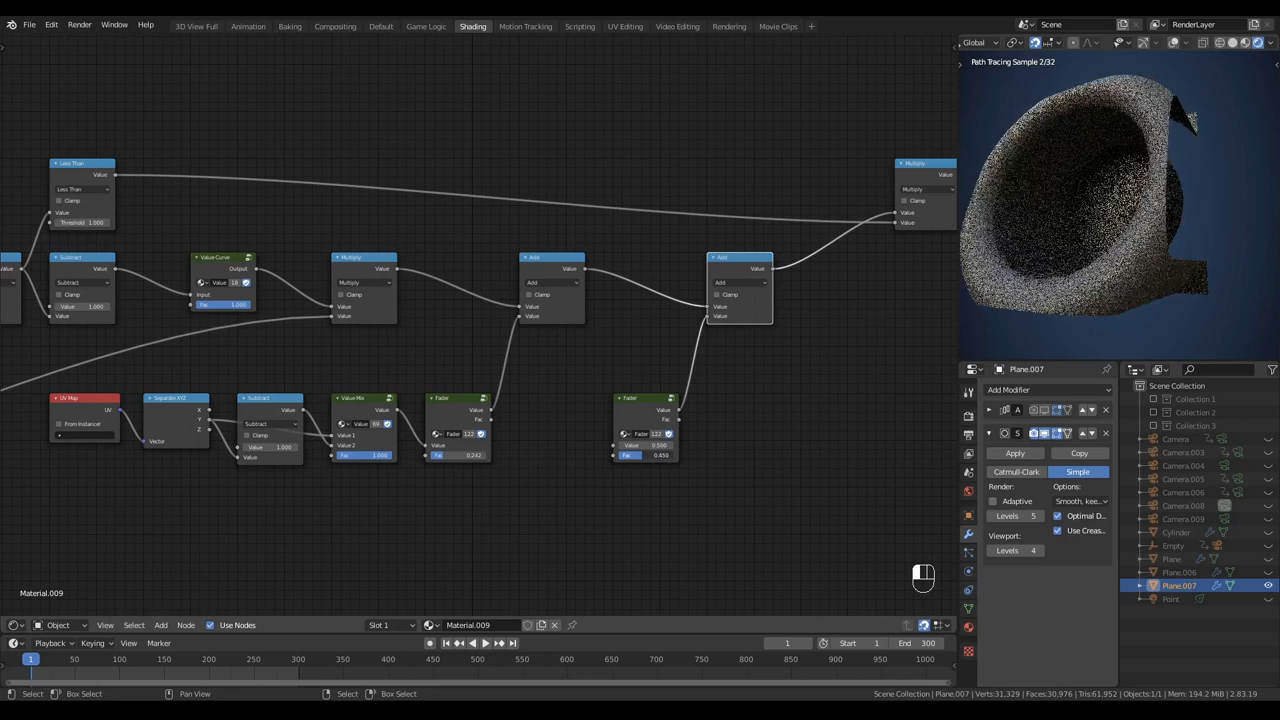 File Edit Render Window Help 3D View Full Animation Baking Compositing Default Game Logic Shading Motion Tracking Scripting UV Editing Video Editing Rendering Movie Clips + Scene RenderLayer
Global
Path Tracing Sample 2/32
Less Than
Value
Less Than
Clamp
Value
Threshold 1.000
Multiply
Value
Multiply
Clamp
Value
Value
Value
Subtract
Value
Subtract
Clamp
Value 1.000
Value
Value Curve
Output
Value 18
Input
Fac 1.000
Multiply
Value
Multiply
Clamp
Value
Value
Add
Value
Add
Clamp
Value
Value
Add
Value
Add
Clamp
Value
Value
UV Map
UV
From Instancer
Separate XYZ
X
Y
Z
Vector
Subtract
Value
Subtract
Clamp
Value 1.000
Value
Value Mix
Value
Value 69
Value 1
Value 2
Fac 1.000
Fader
Value
Fac
Fader 122
Value
Fac 0.242
Fader
Value
Fac
Fader 122
Value 0.500
Fac 0.450
Plane.007
Add Modifier
A
S
Apply Copy
Catmull-Clark Simple
Render: Options:
Adaptive Smooth, kee...
Levels 5 Optimal D...
Use Creas...
Viewport:
Levels 4
Scene Collection
Collection 1
Collection 2
Collection 3
Camera
Camera.003
Camera.004
Camera.005
Camera.006
Camera.008
Camera.009
Cylinder
Empty
Plane
Plane.006
Plane.007
Point
Material.009
Object View Select Add Node Use Nodes Slot 1 Material.009
Playback Keying View Marker 1 Start 1 End 300
1 50 100 150 200 250 300 350 400 450 500 550 600 650 700 750 800 850 900 950 1000
Select Box Select Pan View Select Box Select Scene Collection | Plane.007 | Verts:31,329 | Faces:30,976 | Tris:61,952 | Objects:1/1 | Mem: 194.2 MiB | 2.83.19